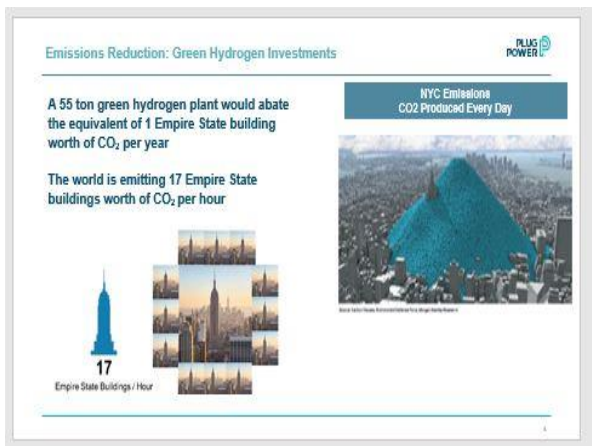 Emissions Reduction: Green Hydrogen Investments
PLUG
POWER
A 55 ton green hydrogen plant would abate
the equivalent of 1 Empire State building
worth of CO₂ per year
The world is emitting 17 Empire State
buildings worth of CO₂ per hour
17
Empire State Buildings / Hour
NYC Emissions
CO2 Produced Every Day